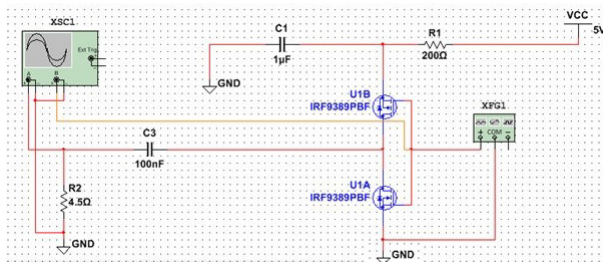 XSC1
Ext Trig
A
B
C1
1µF
GND
R1
200Ω
VCC
5V
U1B
IRF9389PBF
XFG1
COM
C3
100nF
U1A
IRF9389PBF
R2
4.5Ω
GND
GND